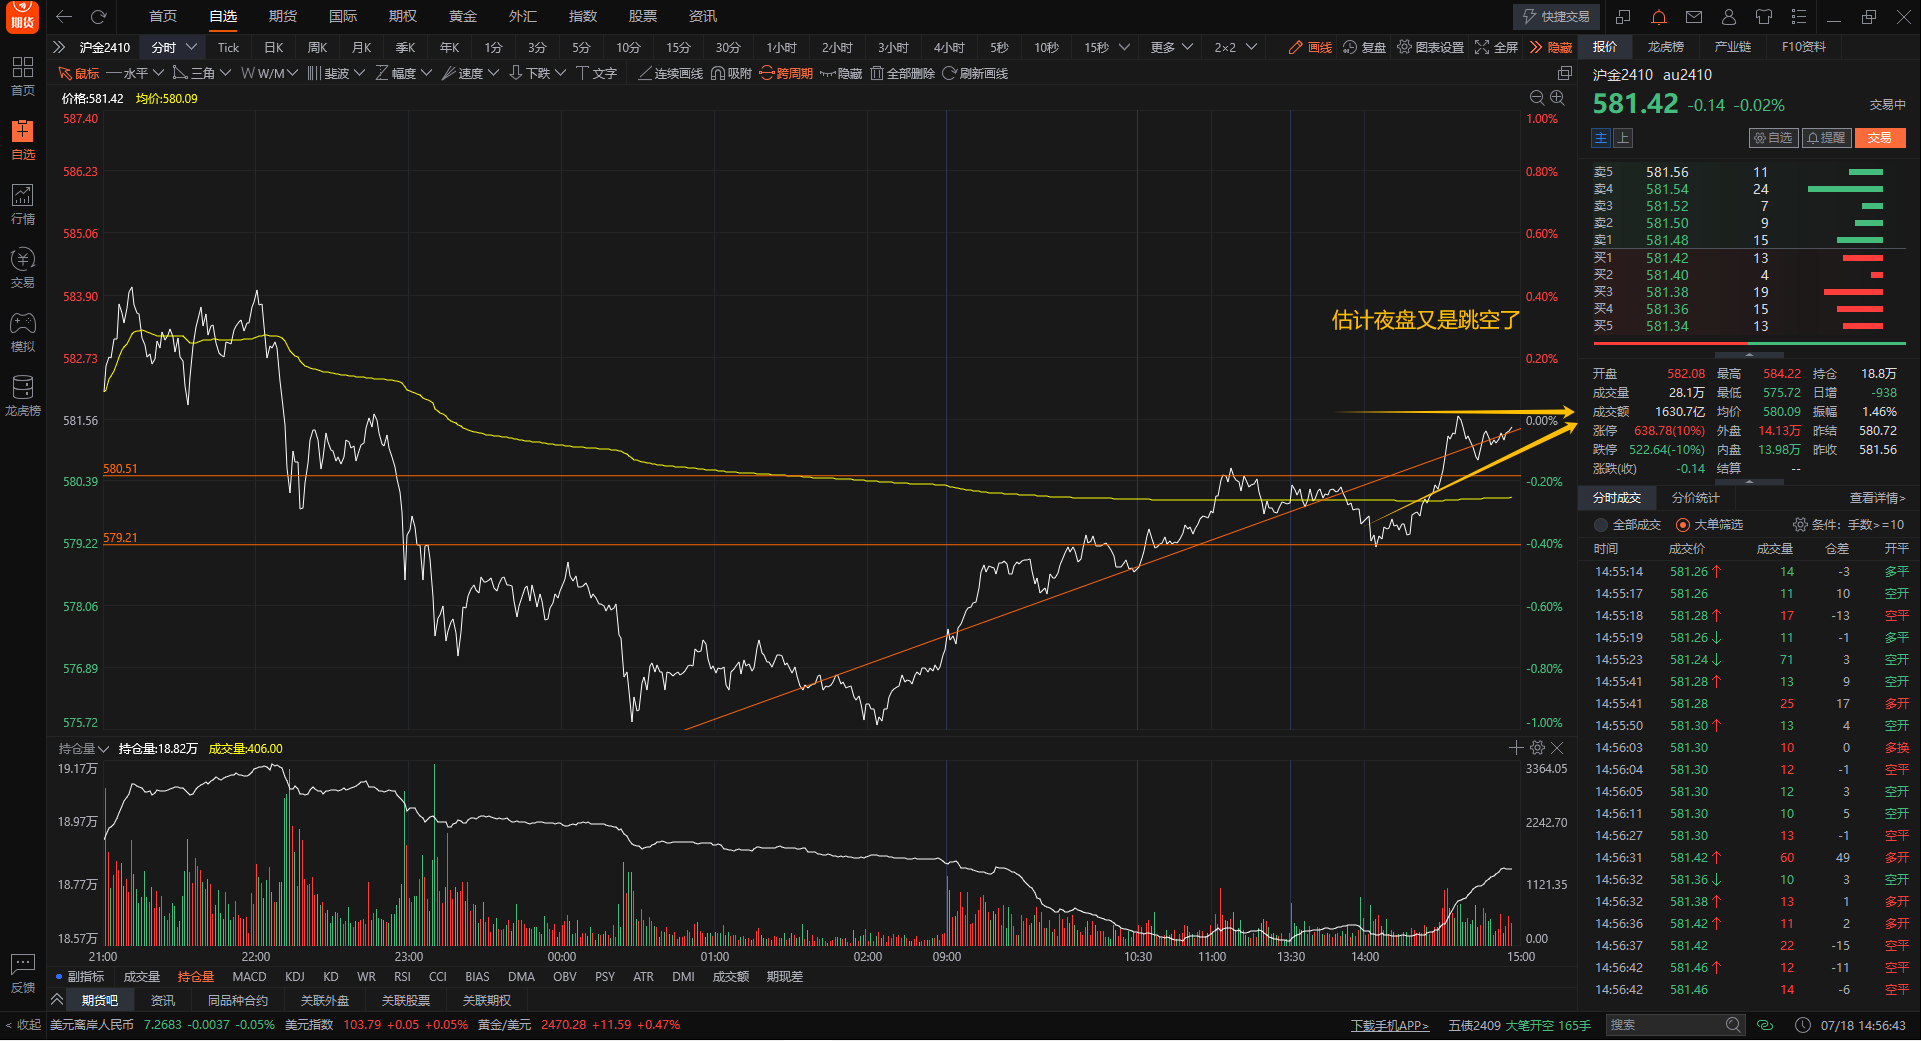 期货
首页 自选 期货 国际 期权 黄金 外汇 指数 股票 资讯
快捷交易
沪金2410 分时 Tick 日K 周K 月K 季K 年K 1分 3分 5分 10分 15分 30分 1小时 2小时 3小时 4小时 5秒 10秒 15秒 更多 2×2 画线 复盘 图表设置 全屏 隐藏
鼠标 水平 三角 W/M 斐波 幅度 速度 下跌 文字 连续画线 吸附 跨周期 隐藏 全部删除 刷新画线
首页
自选
行情
交易
模拟
龙虎榜
反馈
< 收起
价格:581.42 均价:580.09
587.40 1.00%
586.23 0.80%
585.06 0.60%
583.90 0.40%
估计夜盘又是跳空了
582.73 0.20%
581.56 0.00%
580.51
580.39 -0.20%
579.21
579.22 -0.40%
578.06 -0.60%
576.89 -0.80%
575.72 -1.00%
持仓量 持仓量:18.82万 成交量:406.00
19.17万 3364.05
18.97万 2242.70
18.77万 1121.35
18.57万 0.00
21:00 22:00 23:00 00:00 01:00 02:00 09:00 10:30 11:00 13:30 14:00 15:00
副指标 成交量 持仓量 MACD KDJ KD WR RSI CCI BIAS DMA OBV PSY ATR DMI 成交额 期现差
期货吧 资讯 同品种合约 关联外盘 关联股票 关联期权
报价 龙虎榜 产业链 F10资料
沪金2410 au2410
581.42 -0.14 -0.02% 交易中
主 上 自选 提醒 交易
卖5 581.56 11
卖4 581.54 24
卖3 581.52 7
卖2 581.50 9
卖1 581.48 15
买1 581.42 13
买2 581.40 4
买3 581.38 19
买4 581.36 15
买5 581.34 13
开盘 582.08 最高 584.22 持仓 18.8万
成交量 28.1万 最低 575.72 日增 -938
成交额 1630.7亿 均价 580.09 振幅 1.46%
涨停 638.78(10%) 外盘 14.13万 昨结 580.72
跌停 522.64(-10%) 内盘 13.98万 昨收 581.56
涨跌(收) -0.14 结算 --
分时成交 分价统计 查看详情>
全部成交 大单筛选 条件: 手数>=10
时间 成交价 成交量 仓差 开平
14:55:14 581.26↑ 14 -3 多平
14:55:17 581.26 11 10 空开
14:55:18 581.28↑ 17 -13 空平
14:55:19 581.26↓ 11 -1 多平
14:55:23 581.24↓ 71 3 空开
14:55:41 581.28↑ 13 9 空开
14:55:41 581.28 25 17 多开
14:55:50 581.30↑ 13 4 空开
14:56:03 581.30 10 0 多换
14:56:04 581.30 12 -1 空平
14:56:05 581.30 12 3 空开
14:56:11 581.30 10 5 空开
14:56:27 581.30 13 -1 空平
14:56:31 581.42↑ 60 49 多开
14:56:32 581.36↓ 10 3 空开
14:56:32 581.38↑ 13 1 多开
14:56:36 581.42↑ 11 2 多开
14:56:37 581.42 22 -15 空平
14:56:42 581.46↑ 12 -11 空平
14:56:42 581.46 14 -6 空平
美元离岸人民币 7.2683 -0.0037 -0.05% 美元指数 103.79 +0.05 +0.05% 黄金/美元 2470.28 +11.59 +0.47% 下载手机APP> 五债2409 大笔开空 165手 搜索 07/18 14:56:43